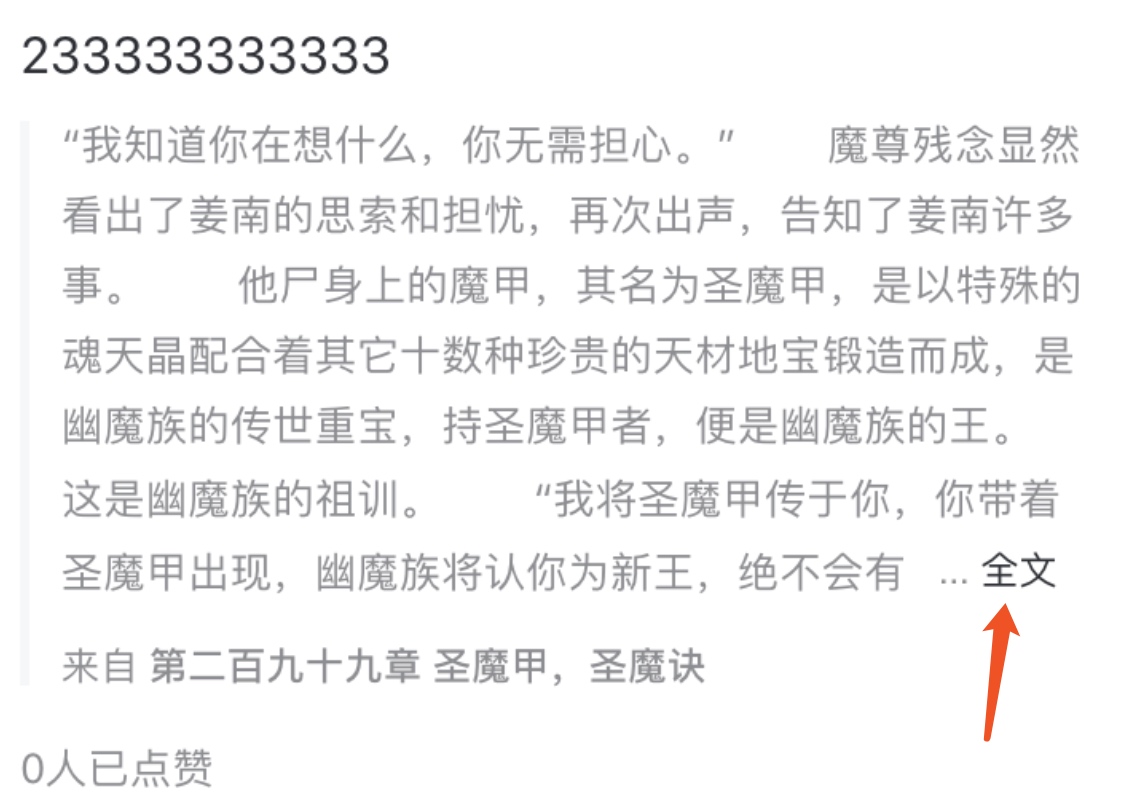 233333333333
“我知道你在想什么，你无需担心。”　　魔尊残念显然
看出了姜南的思索和担忧，再次出声，告知了姜南许多
事。　　他尸身上的魔甲，其名为圣魔甲，是以特殊的
魂天晶配合着其它十数种珍贵的天材地宝锻造而成，是
幽魔族的传世重宝，持圣魔甲者，便是幽魔族的王。
这是幽魔族的祖训。　　“我将圣魔甲传于你，你带着
圣魔甲出现，幽魔族将认你为新王，绝不会有 ... 全文
来自 第二百九十九章 圣魔甲，圣魔诀
0人已点赞